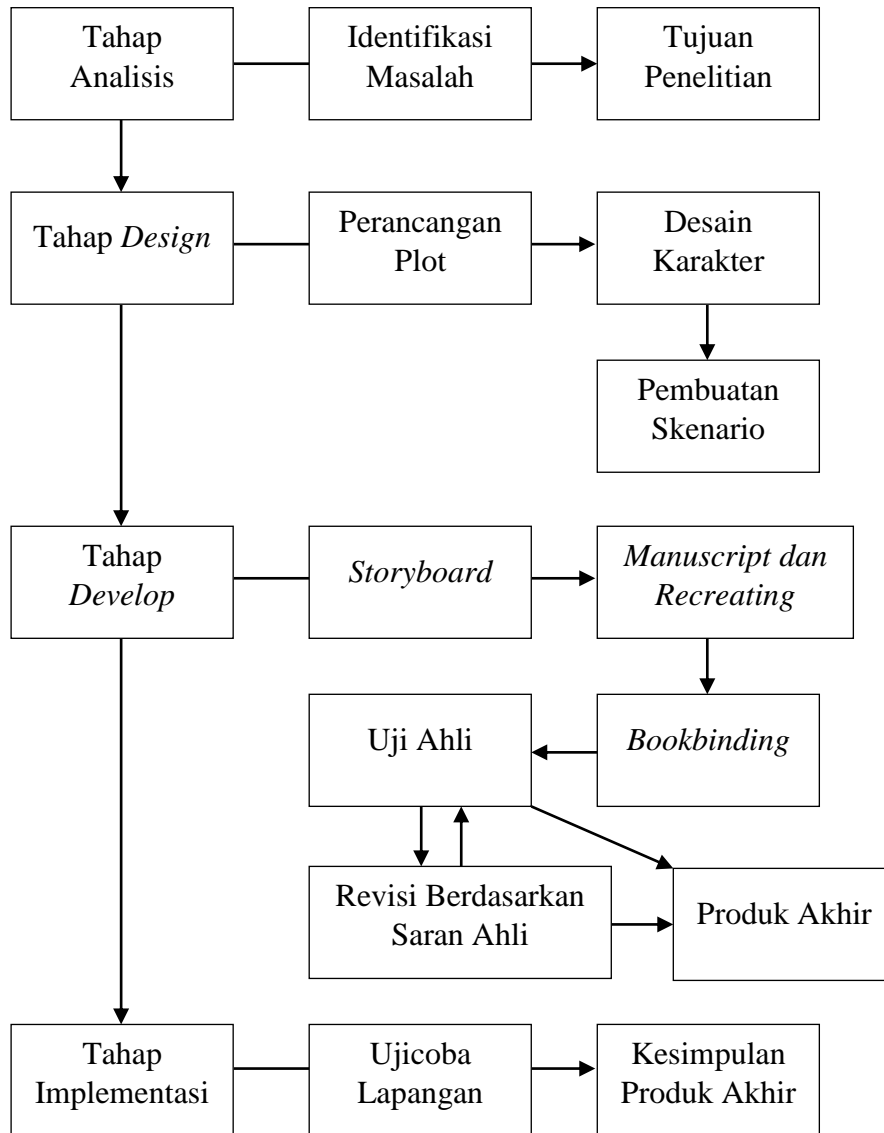 Tahap
Analisis
Identifikasi
Masalah
Tujuan
Penelitian
Tahap Design
Perancangan
Plot
Desain
Karakter
Pembuatan
Skenario
Tahap
Develop
Storyboard
Manuscript dan
Recreating
Uji Ahli
Bookbinding
Revisi Berdasarkan
Saran Ahli
Produk Akhir
Tahap
Implementasi
Ujicoba
Lapangan
Kesimpulan
Produk Akhir